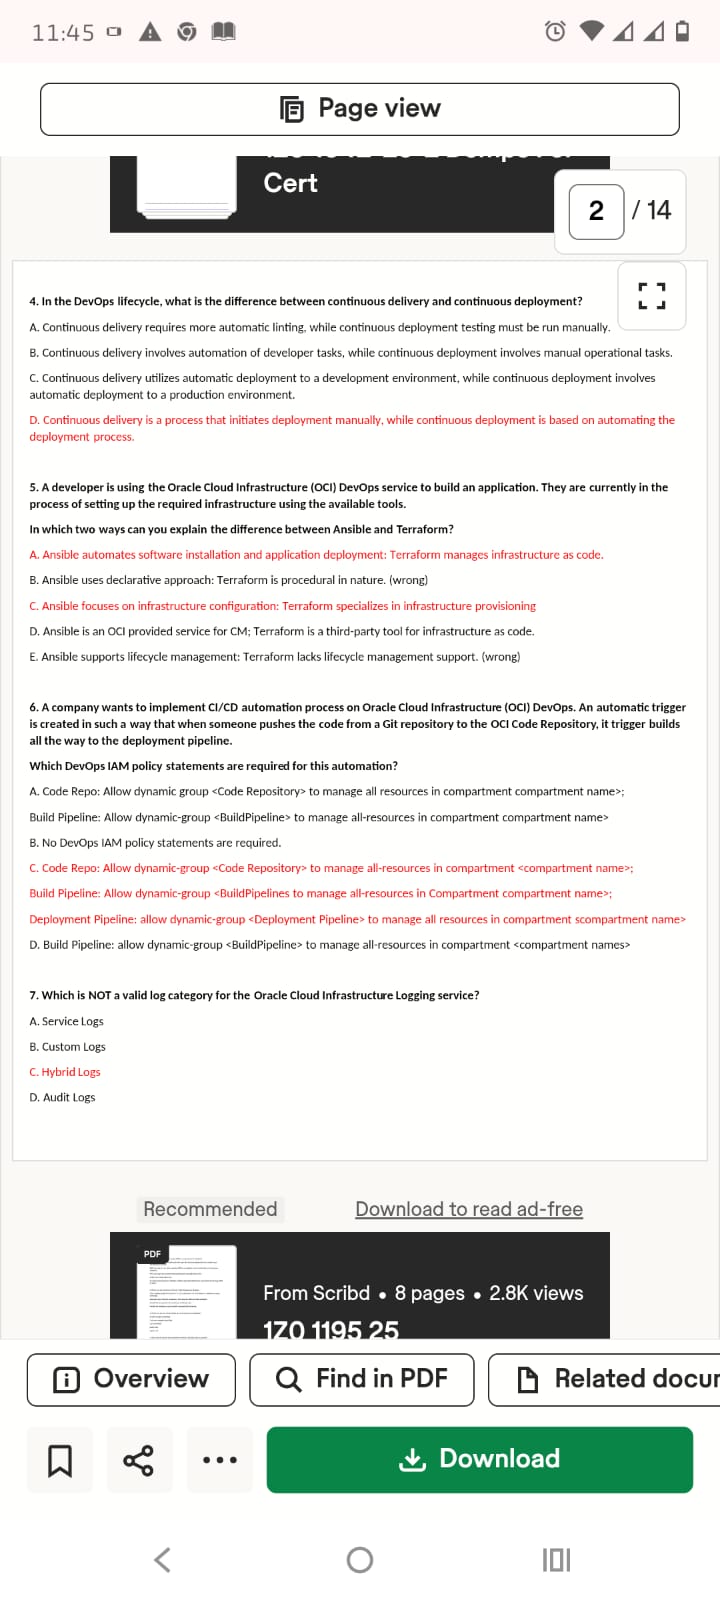 11:45
Page view
Cert
2 / 14
4. In the DevOps lifecycle, what is the difference between continuous delivery and continuous deployment?
A. Continuous delivery requires more automatic linting, while continuous deployment testing must be run manually.
B. Continuous delivery involves automation of developer tasks, while continuous deployment involves manual operational tasks.
C. Continuous delivery utilizes automatic deployment to a development environment, while continuous deployment involves
automatic deployment to a production environment.
D. Continuous delivery is a process that initiates deployment manually, while continuous deployment is based on automating the
deployment process.
5. A developer is using the Oracle Cloud Infrastructure (OCI) DevOps service to build an application. They are currently in the
process of setting up the required infrastructure using the available tools.
In which two ways can you explain the difference between Ansible and Terraform?
A. Ansible automates software installation and application deployment: Terraform manages infrastructure as code.
B. Ansible uses declarative approach: Terraform is procedural in nature. (wrong)
C. Ansible focuses on infrastructure configuration: Terraform specializes in infrastructure provisioning
D. Ansible is an OCI provided service for CM; Terraform is a third-party tool for infrastructure as code.
E. Ansible supports lifecycle management: Terraform lacks lifecycle management support. (wrong)
6. A company wants to implement CI/CD automation process on Oracle Cloud Infrastructure (OCI) DevOps. An automatic trigger
is created in such a way that when someone pushes the code from a Git repository to the OCI Code Repository, it trigger builds
all the way to the deployment pipeline.
Which DevOps IAM policy statements are required for this automation?
A. Code Repo: Allow dynamic group <Code Repository> to manage all resources in compartment compartment name>;
Build Pipeline: Allow dynamic-group <BuildPipeline> to manage all-resources in compartment compartment name>
B. No DevOps IAM policy statements are required.
C. Code Repo: Allow dynamic-group <Code Repository> to manage all-resources in compartment <compartment name>;
Build Pipeline: Allow dynamic-group <BuildPipelines to manage all-resources in Compartment compartment name>;
Deployment Pipeline: allow dynamic-group <Deployment Pipeline> to manage all resources in compartment scompartment name>
D. Build Pipeline: allow dynamic-group <BuildPipeline> to manage all-resources in compartment <compartment names>
7. Which is NOT a valid log category for the Oracle Cloud Infrastructure Logging service?
A. Service Logs
B. Custom Logs
C. Hybrid Logs
D. Audit Logs
Recommended
Download to read ad-free
PDF
From Scribd • 8 pages • 2.8K views
1Z0 1195 25
Overview
Find in PDF
Related docur
Download